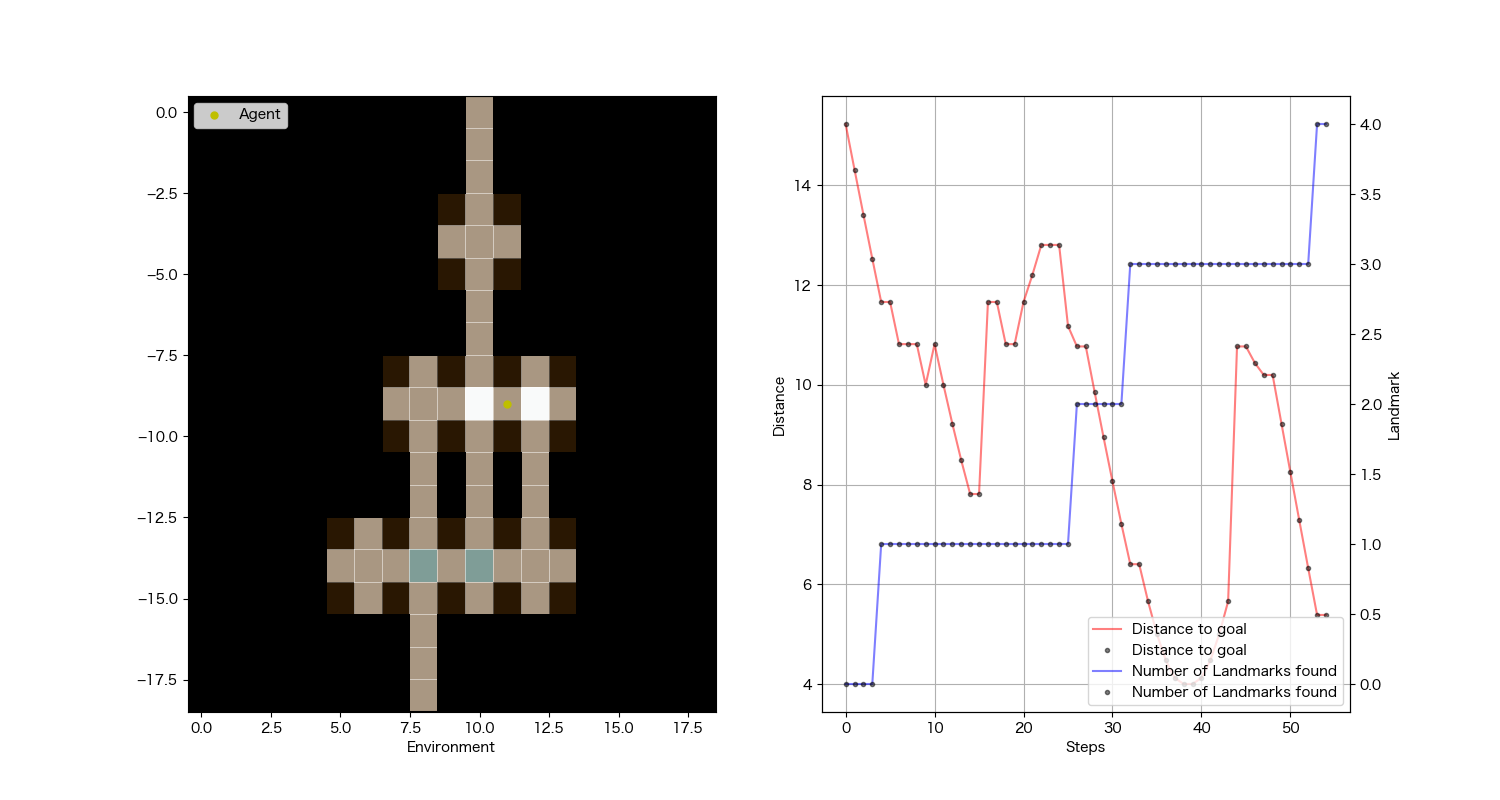 Agent
0.0
−2.5
−5.0
−7.5
−10.0
−12.5
−15.0
−17.5
0.0 2.5 5.0 7.5 10.0 12.5 15.0 17.5
Environment
14
12
10
8
6
4
Distance
4.0
3.5
3.0
2.5
2.0
1.5
1.0
0.5
0.0
Landmark
Distance to goal
Distance to goal
Number of Landmarks found
Number of Landmarks found
0 10 20 30 40 50
Steps